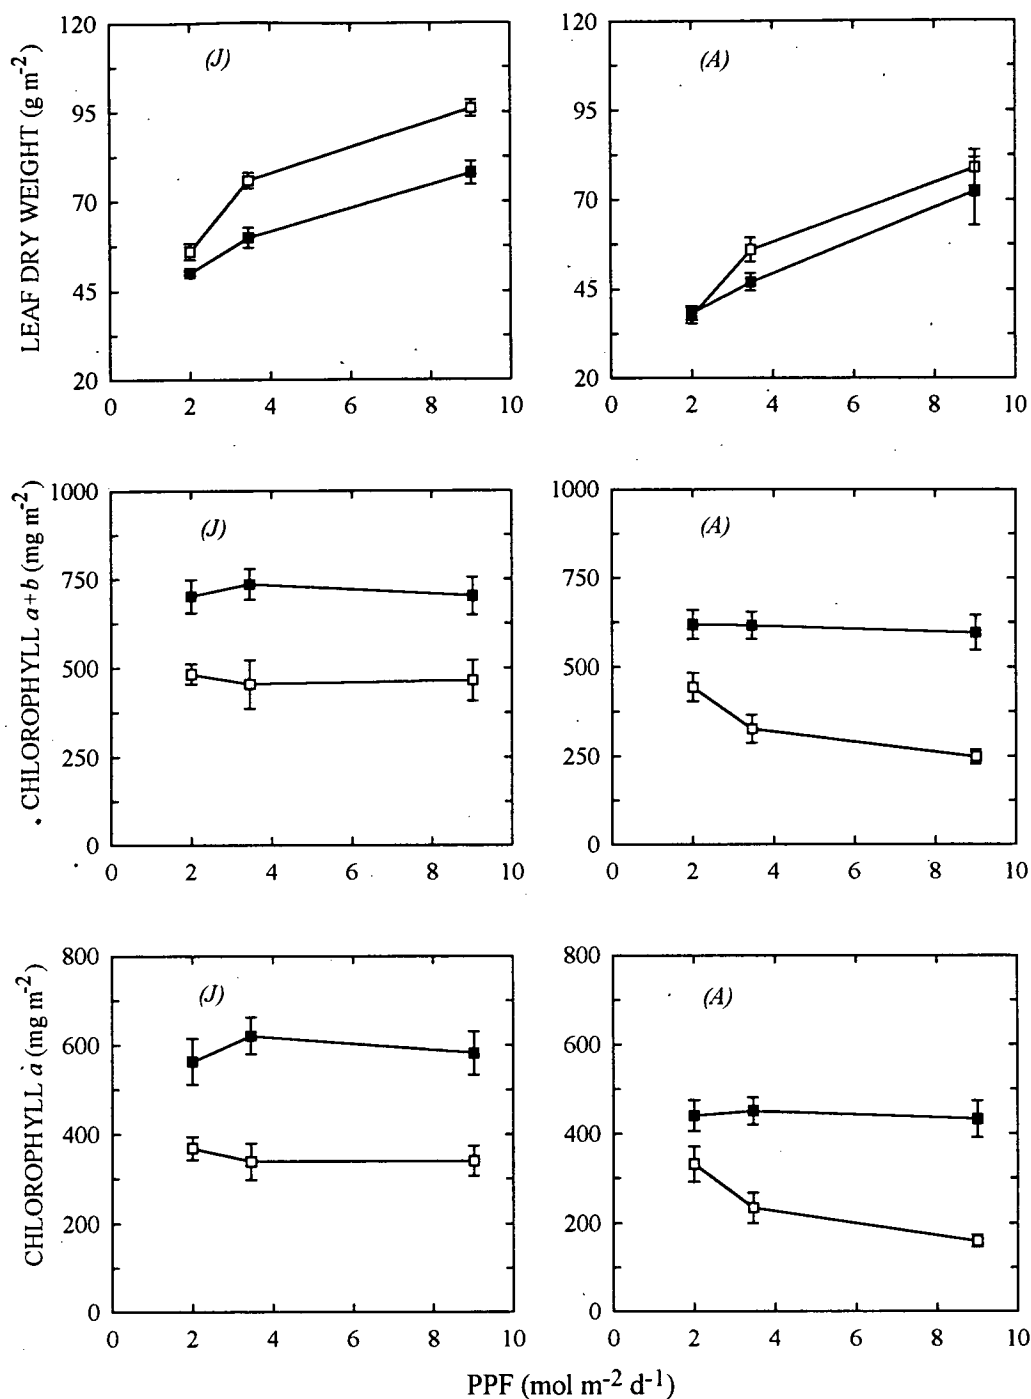 LEAF DRY WEIGHT (g m-2)
(J)
120
95
70
45
20
0 2 4 6 8 10
(A)
120
95
70
45
20
0 2 4 6 8 10
CHLOROPHYLL a+b (mg m-2)
(J)
1000
750
500
250
0
0 2 4 6 8 10
(A)
1000
750
500
250
0
0 2 4 6 8 10
CHLOROPHYLL a (mg m-2)
(J)
800
600
400
200
0
0 2 4 6 8 10
(A)
800
600
400
200
0
0 2 4 6 8 10
PPF (mol m-2 d-1)